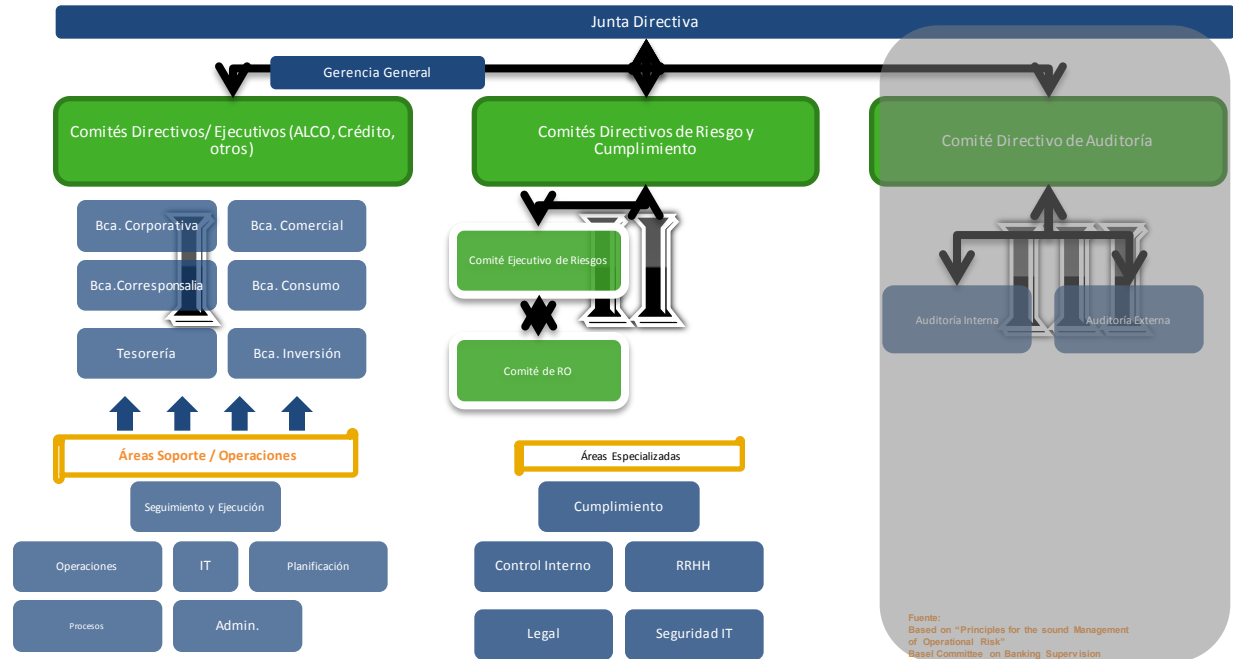 Junta Directiva
Gerencia General
Comités Directivos/ Ejecutivos (ALCO, Crédito,
otros)
Comités Directivos de Riesgo y
Cumplimiento
Comité Directivo de Auditoría
Bca. Corporativa
Bca. Comercial
I
Bca.Corresponsalia
Bca. Consumo
Tesorería
Bca. Inversión
Comité Ejecutivo de Riesgos
II
Comité de RO
Auditoría Interna
III
Auditoría Externa
Áreas Soporte / Operaciones
Seguimiento y Ejecución
Operaciones
IT
Planificación
Procesos
Admin.
Áreas Especializadas
Cumplimiento
Control Interno
RRHH
Legal
Seguridad IT
Fuente:
Based on “Principles for the sound Management
of Operational Risk”
Basel Committee on Banking Supervision